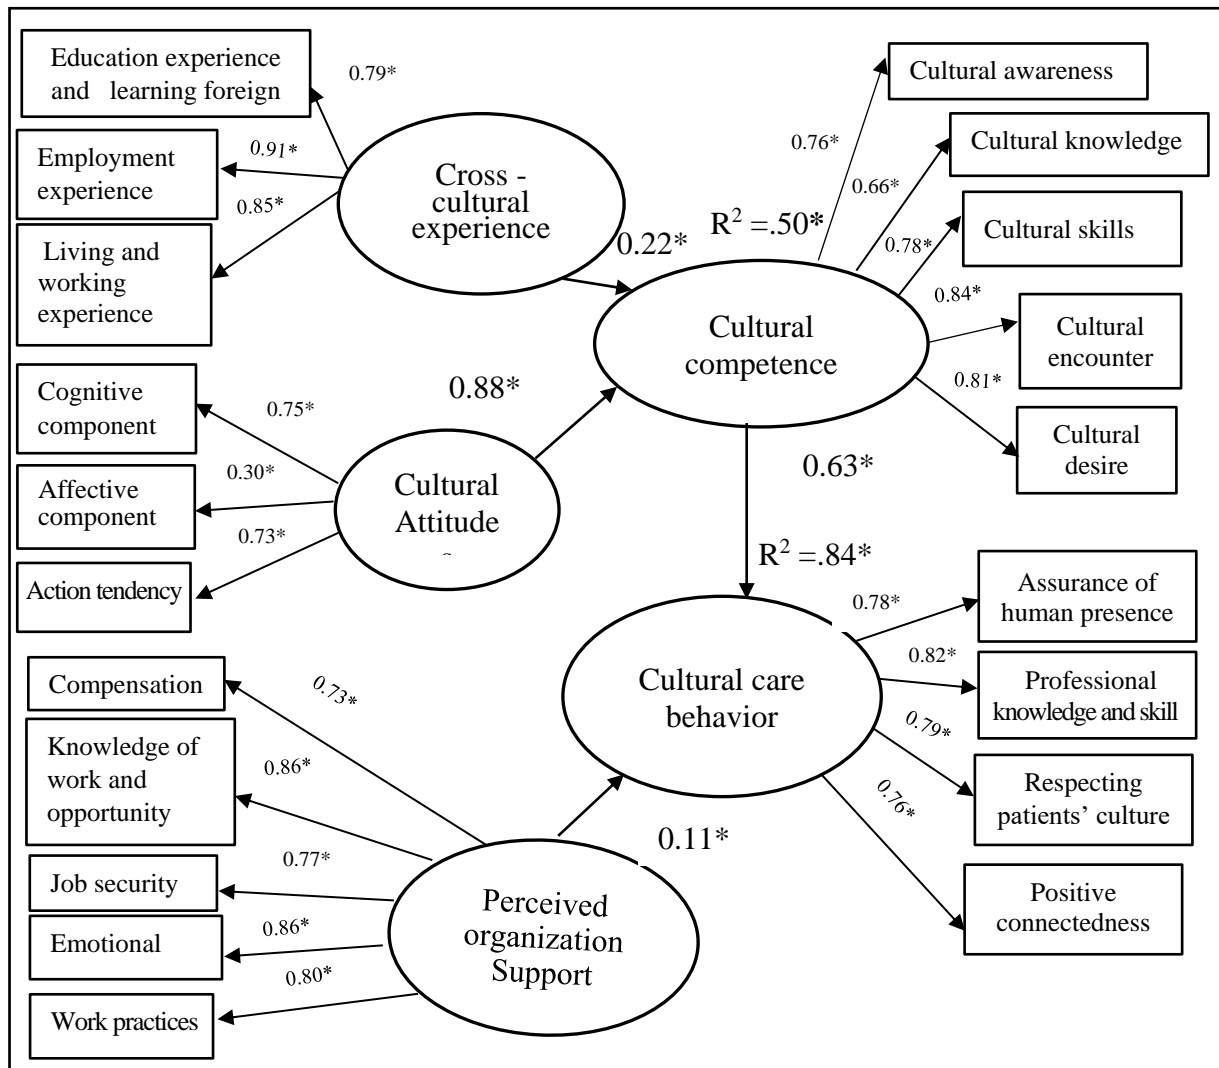 Education experience
and learning foreign
0.79*
Employment
experience
0.91*
Living and
working
experience
0.85*
Cross -
cultural
experience
0.22*
R² =.50*
Cultural awareness
0.76*
Cultural knowledge
0.66*
Cultural skills
0.78*
Cultural
encounter
0.84*
Cultural
desire
0.81*
Cultural
competence
Cognitive
component
0.75*
Affective
component
0.30*
Action tendency
0.73*
Cultural
Attitude
0.88*
0.63*
R² =.84*
Cultural care
behavior
Assurance of
human presence
0.78*
Professional
knowledge and skill
0.82*
Respecting
patients’ culture
0.79*
Positive
connectedness
0.76*
Compensation
0.73*
Knowledge of
work and
opportunity
0.86*
Job security
0.77*
Emotional
0.86*
Work practices
0.80*
Perceived
organization
Support
0.11*